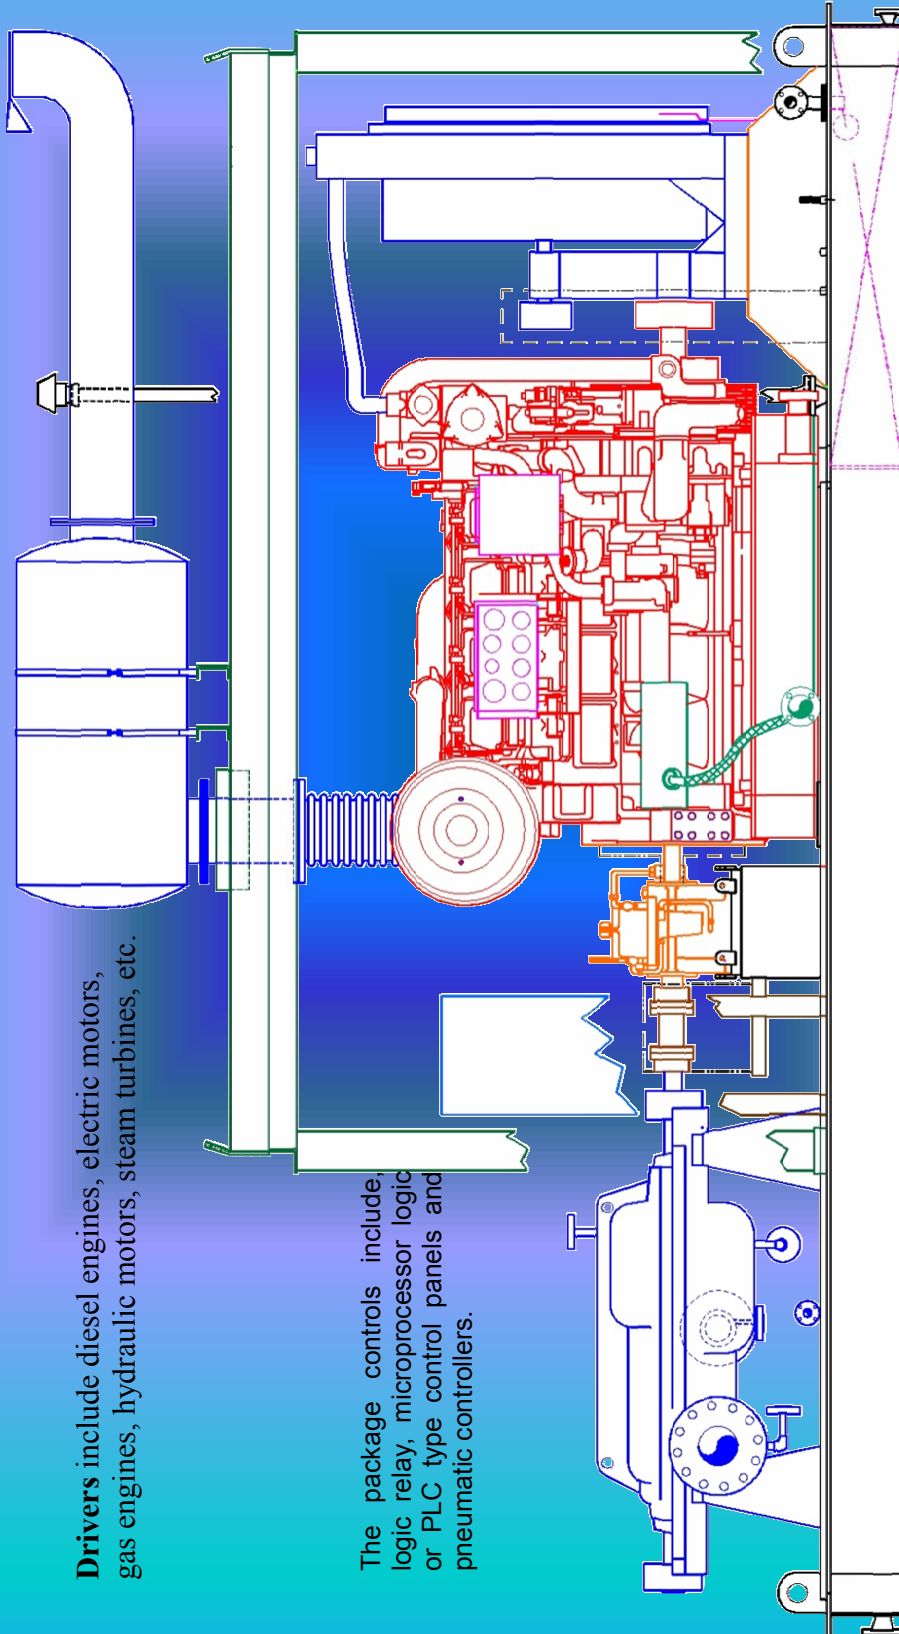 Drivers include diesel engines, electric motors,
gas engines, hydraulic motors, steam turbines, etc.
The package controls include,
logic relay, microprocessor logic
or PLC type control panels and
pneumatic controllers.